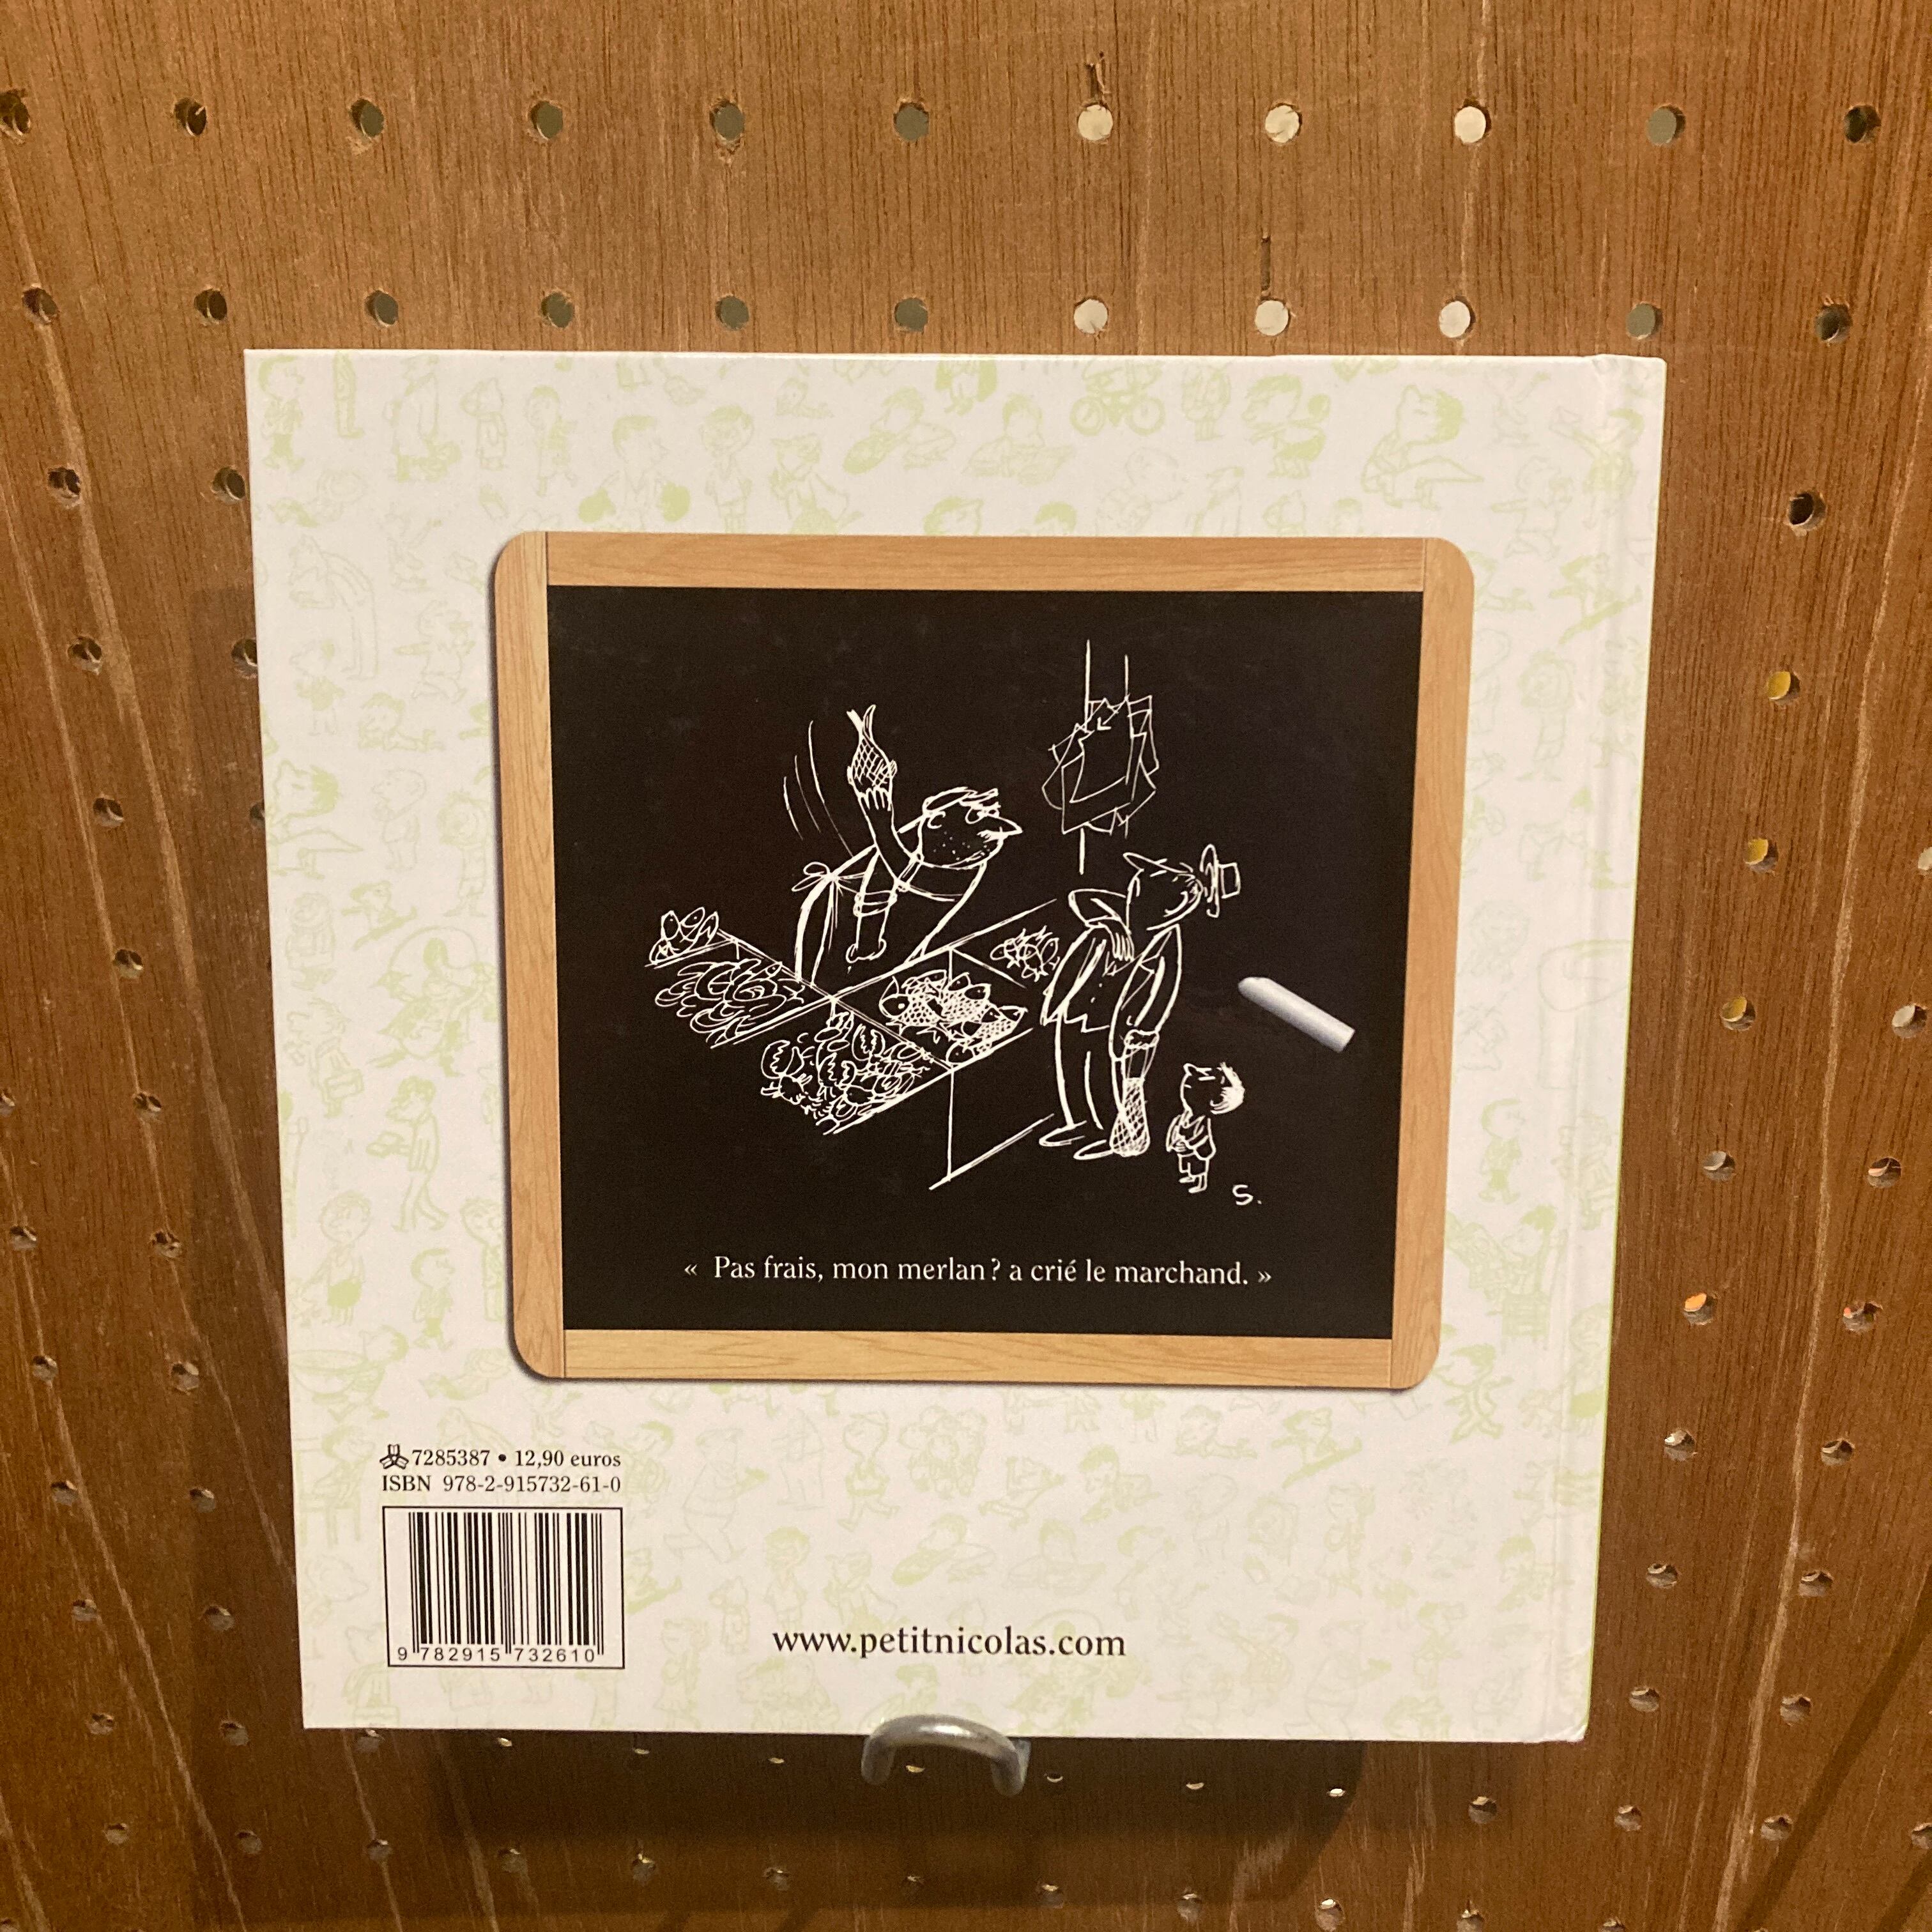 S.
« Pas frais, mon merlan ? a crié le marchand. »
7285387 • 12,90 euros
ISBN 978-2-915732-61-0
9 782915 732610
www.petitnicolas.com